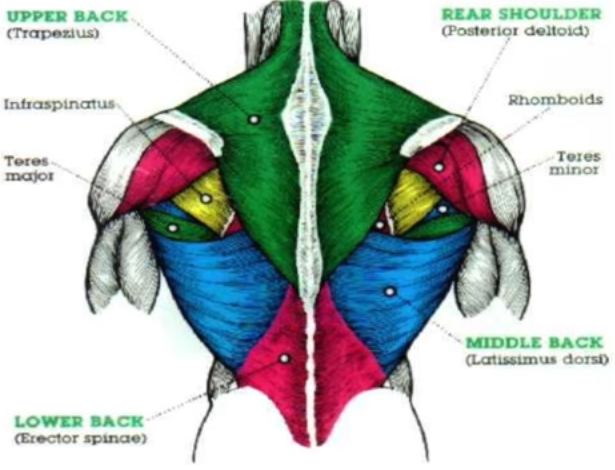 UPPER BACK
(Trapezius)
REAR SHOULDER
(Posterior deltoid)
Infraspinatus
Rhomboids
Teres
major
Teres
minor
MIDDLE BACK
(Latissimus dorsi)
LOWER BACK
(Erector spinae)